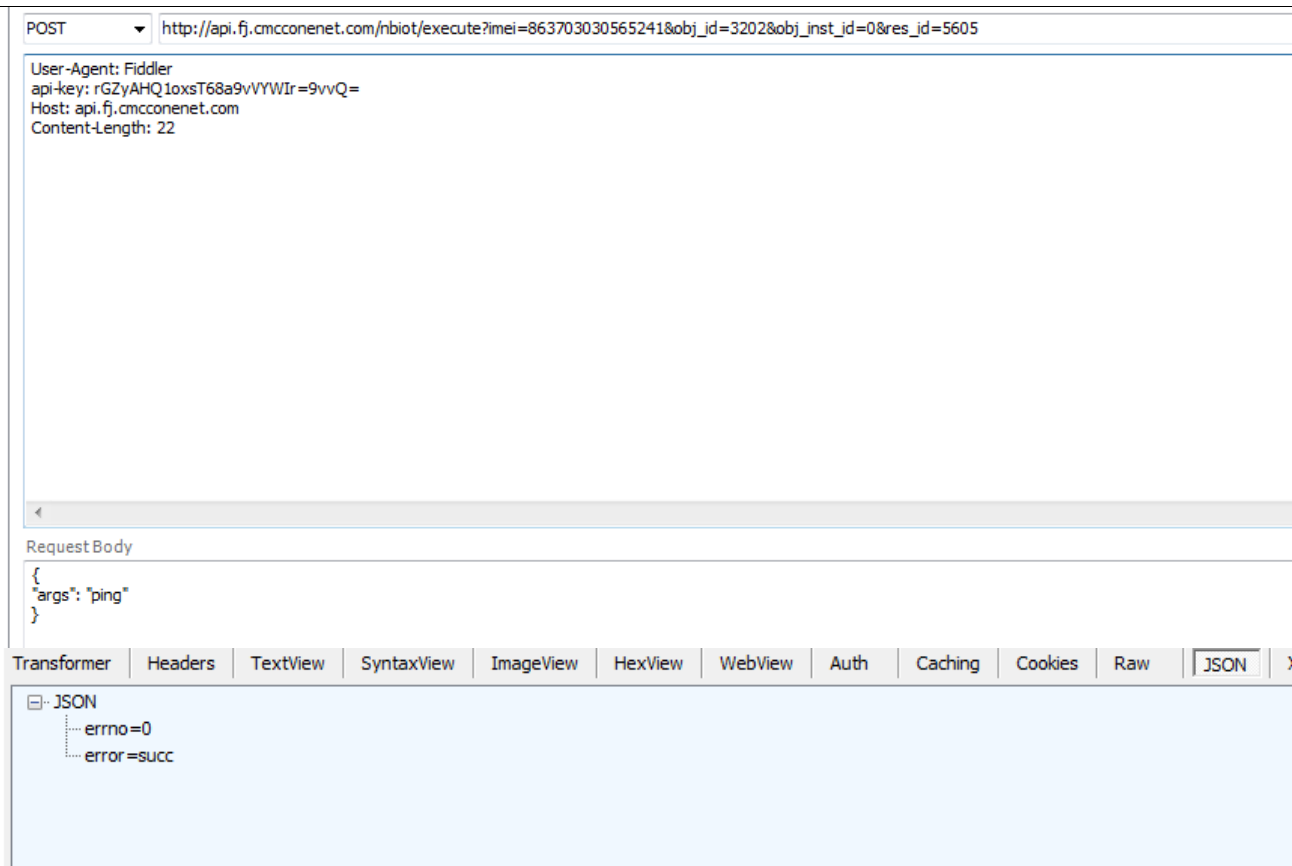 POST http://api.fj.cmcconenet.com/nbiot/execute?imei=863703030565241&obj_id=3202&obj_inst_id=0&res_id=5605
User-Agent: Fiddler
api-key: rGZyAHQ1oxsT68a9vVYWIr=9vvQ=
Host: api.fj.cmcconenet.com
Content-Length: 22
Request Body
{
"args": "ping"
}
Transformer Headers TextView SyntaxView ImageView HexView WebView Auth Caching Cookies Raw JSON
JSON
errno=0
error=succ